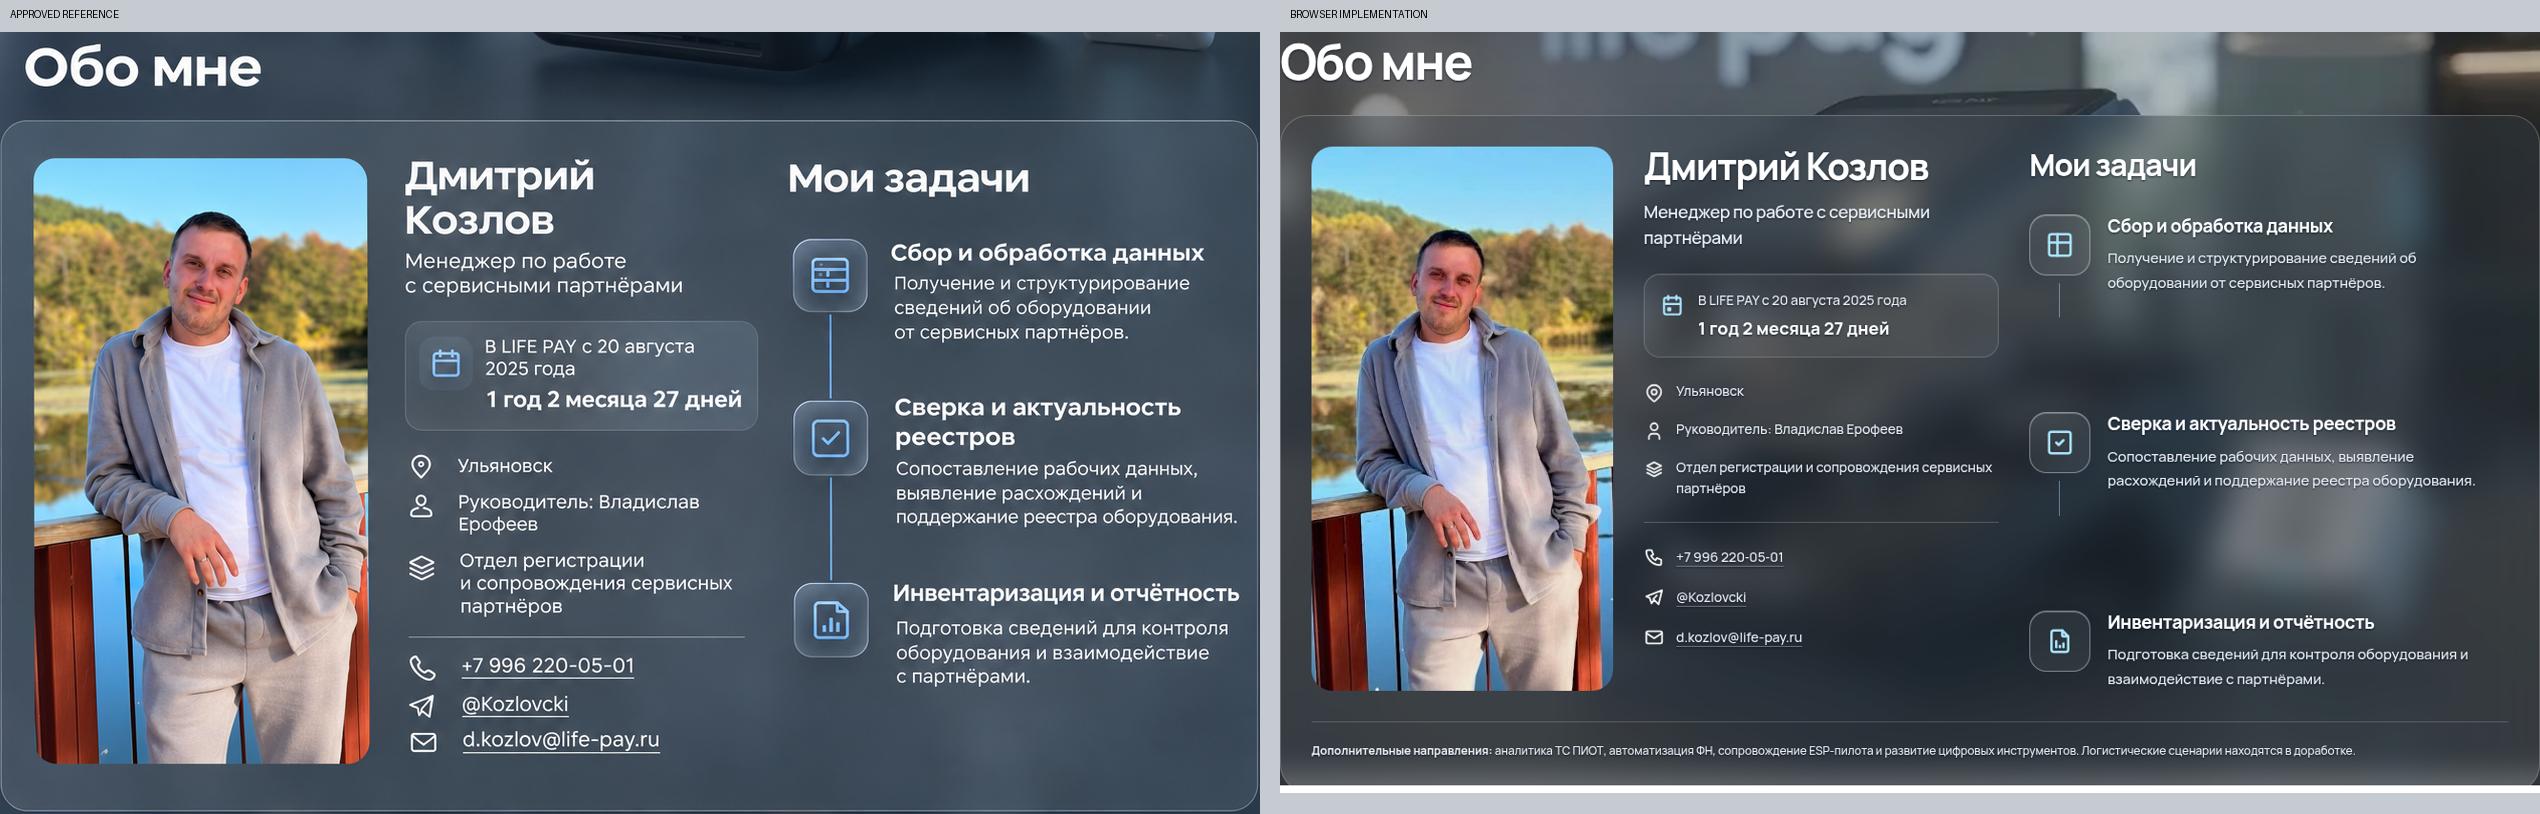 APPROVED REFERENCE
Обо мне
Дмитрий
Козлов
Менеджер по работе
с сервисными партнёрами
В LIFE PAY с 20 августа
2025 года
1 год 2 месяца 27 дней
Ульяновск
Руководитель: Владислав
Ерофеев
Отдел регистрации
и сопровождения сервисных
партнёров
+7 996 220-05-01
@Kozlovcki
d.kozlov@life-pay.ru
Мои задачи
Сбор и обработка данных
Получение и структурирование
сведений об оборудовании
от сервисных партнёров.
Сверка и актуальность
реестров
Сопоставление рабочих данных,
выявление расхождений и
поддержание реестра оборудования.
Инвентаризация и отчётность
Подготовка сведений для контроля
оборудования и взаимодействие
с партнёрами.
BROWSER IMPLEMENTATION
life pay
Обо мне
Дмитрий Козлов
Менеджер по работе с сервисными
партнёрами
В LIFE PAY с 20 августа 2025 года
1 год 2 месяца 27 дней
Ульяновск
Руководитель: Владислав Ерофеев
Отдел регистрации и сопровождения сервисных
партнёров
+7 996 220-05-01
@Kozlovcki
d.kozlov@life-pay.ru
Мои задачи
Сбор и обработка данных
Получение и структурирование сведений об
оборудовании от сервисных партнёров.
Сверка и актуальность реестров
Сопоставление рабочих данных, выявление
расхождений и поддержание реестра оборудования.
Инвентаризация и отчётность
Подготовка сведений для контроля оборудования и
взаимодействие с партнёрами.
Дополнительные направления: аналитика ТС ПИОТ, автоматизация ФН, сопровождение ESP-пилота и развитие цифровых инструментов. Логистические сценарии находятся в доработке.